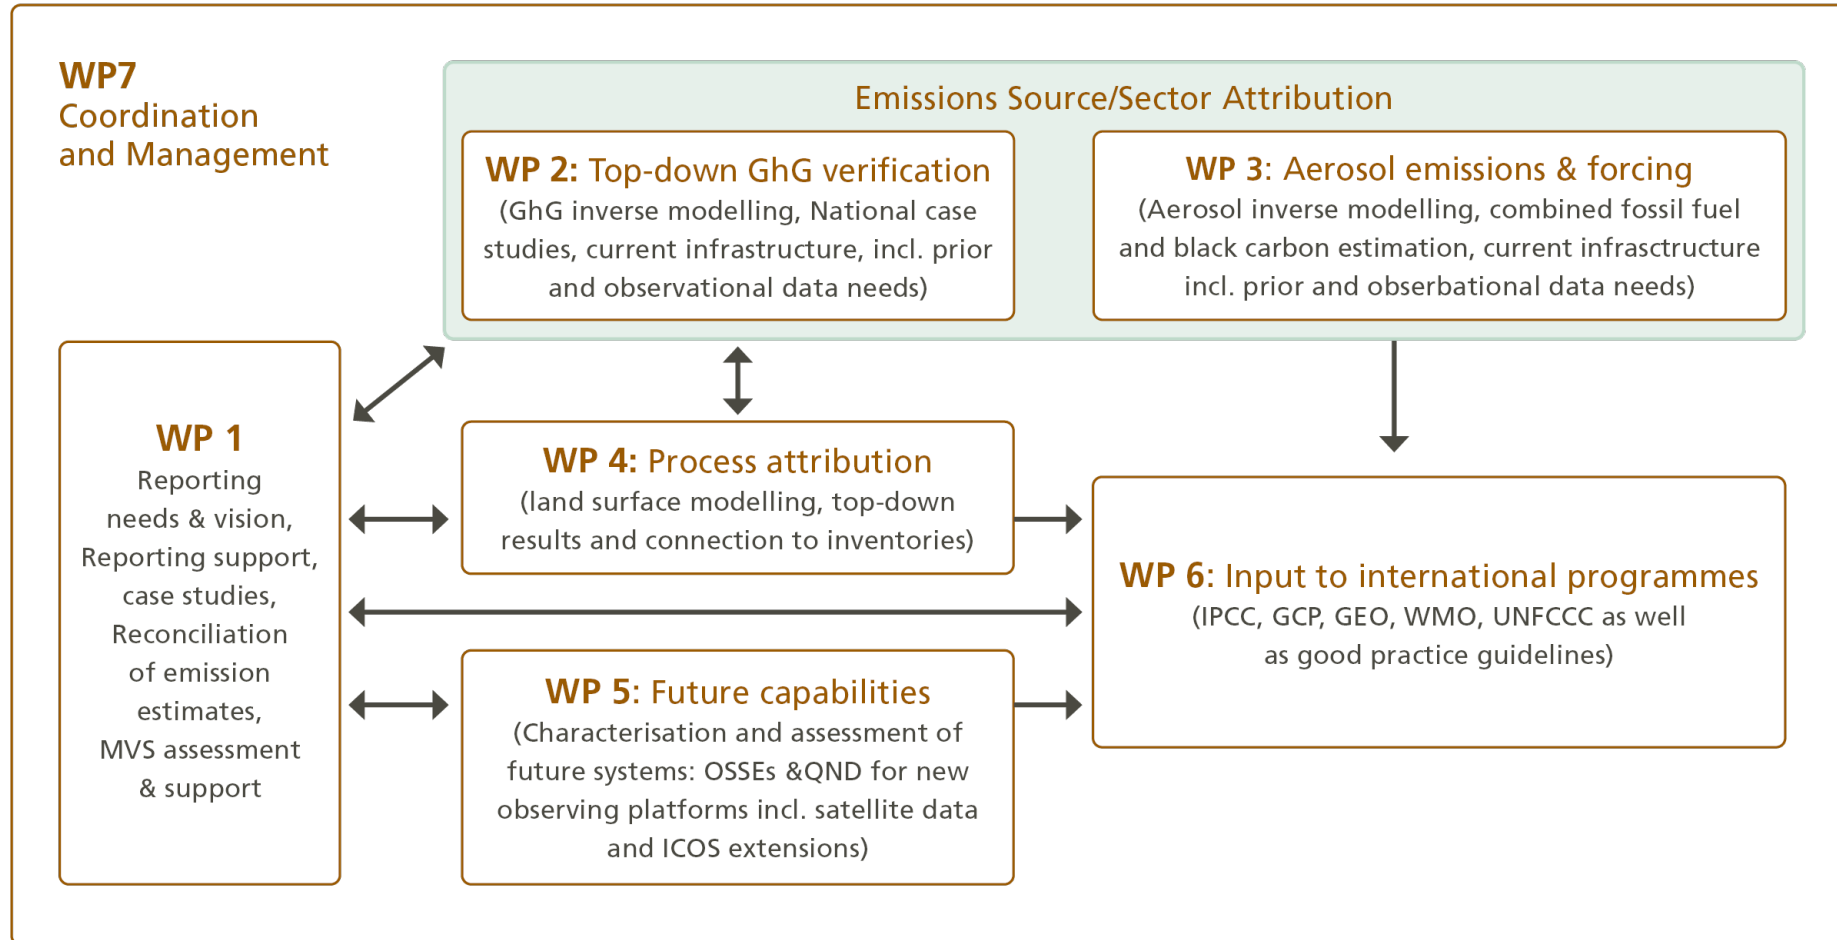 WP7
Coordination
and Management
Emissions Source/Sector Attribution
WP 2: Top-down GhG verification
(GhG inverse modelling, National case
studies, current infrastructure, incl. prior
and observational data needs)
WP 3: Aerosol emissions & forcing
(Aerosol inverse modelling, combined fossil fuel
and black carbon estimation, current infrasctructure
incl. prior and obserbational data needs)
WP 1
Reporting
needs & vision,
Reporting support,
case studies,
Reconciliation
of emission
estimates,
MVS assessment
& support
WP 4: Process attribution
(land surface modelling, top-down
results and connection to inventories)
WP 5: Future capabilities
(Characterisation and assessment of
future systems: OSSEs &QND for new
observing platforms incl. satellite data
and ICOS extensions)
WP 6: Input to international programmes
(IPCC, GCP, GEO, WMO, UNFCCC as well
as good practice guidelines)